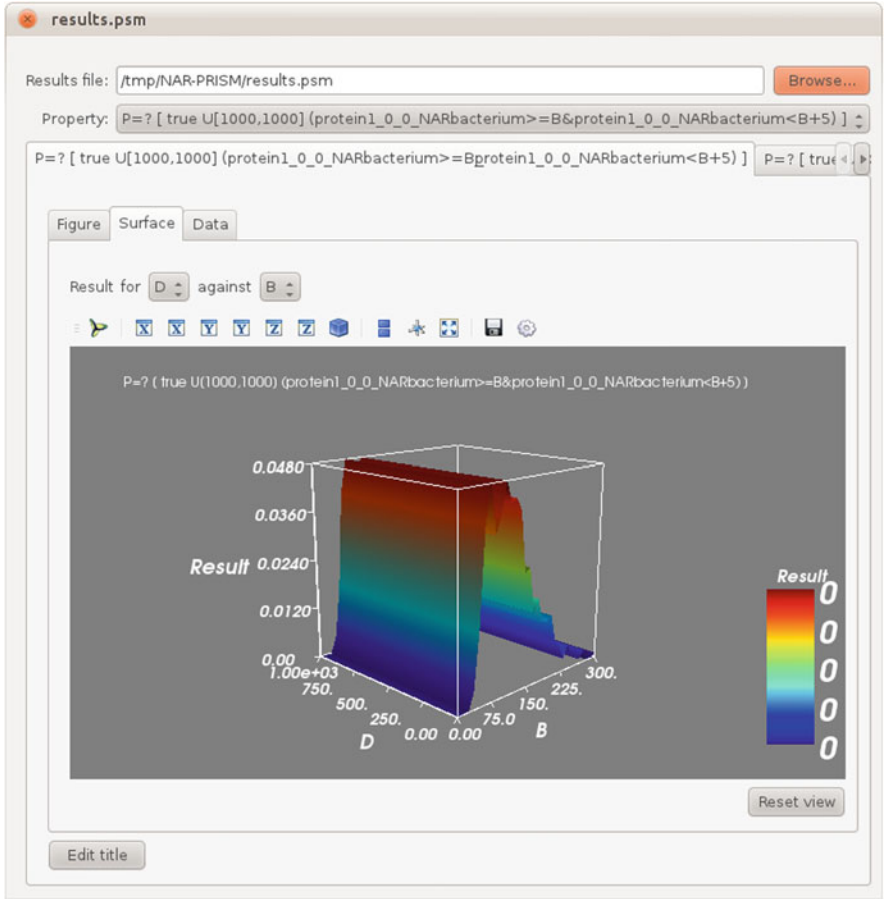 results.psm
Results file: /tmp/NAR-PRISM/results.psm Browse...
Property: P=? [ true U[1000,1000] (protein1_0_0_NARbacterium>=B&protein1_0_0_NARbacterium<B+5) ]
P=? [ true U[1000,1000] (protein1_0_0_NARbacterium>=Bprotein1_0_0_NARbacterium<B+5) ] P=? [ true
Figure Surface Data
Result for D against B
X X Y Y Z Z
P=? ( true U(1000,1000) (protein1_0_0_NARbacterium>=B&protein1_0_0_NARbacterium<B+5) )
0.0480
0.0360
Result 0.0240
0.0120
0.00
1.00e+03
750.
500.
250.
0.00
D
0.00
75.0
150.
225.
300.
B
Result
0
0
0
0
0
Reset view
Edit title